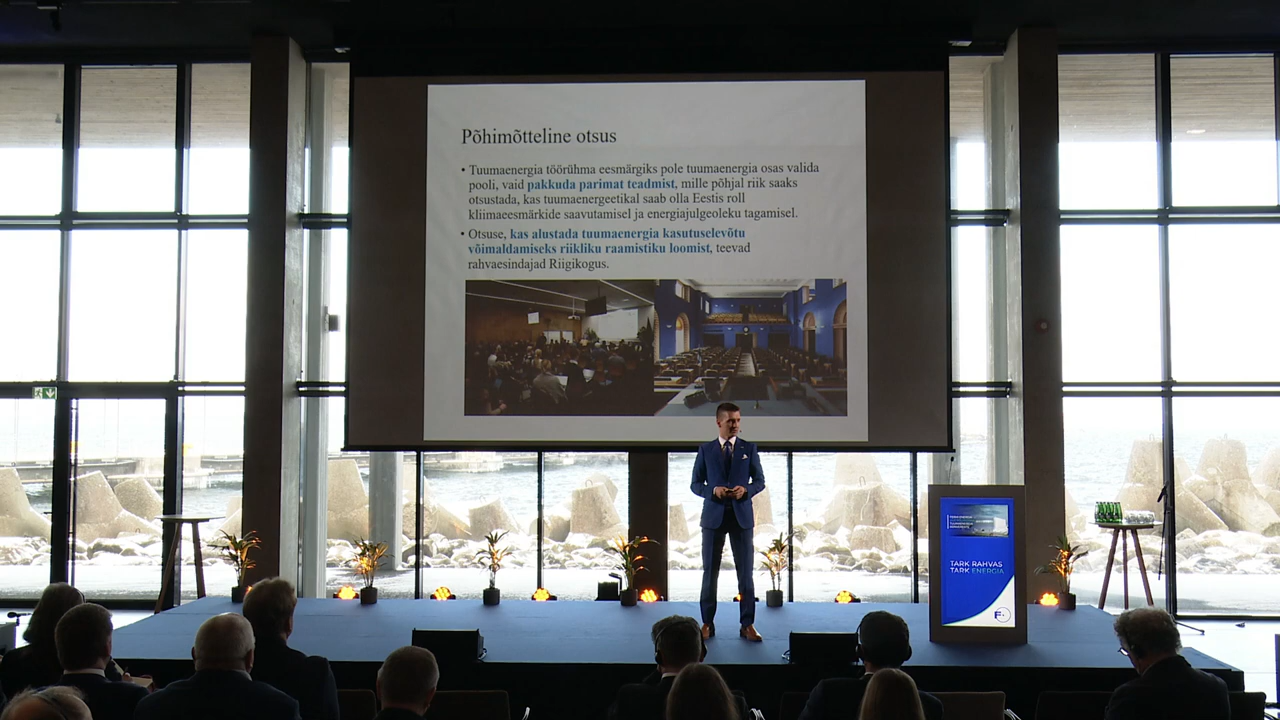 Põhimõtteline otsus
• Tuumaenergia töörühma eesmärgiks pole tuumaenergia osas valida
pooli, vaid pakkuda parimat teadmist, mille põhjal riik saaks
otsustada, kas tuumaenergeetikal saab olla Eestis roll
kliimaeesmärkide saavutamisel ja energiajulgeoleku tagamisel.
• Otsuse, kas alustada tuumaenergia kasutuselevõtu
võimaldamiseks riikliku raamistiku loomist, teevad
rahvaesindajad Riigikogus.
TARK RAHVAS
TARK ENERGIA